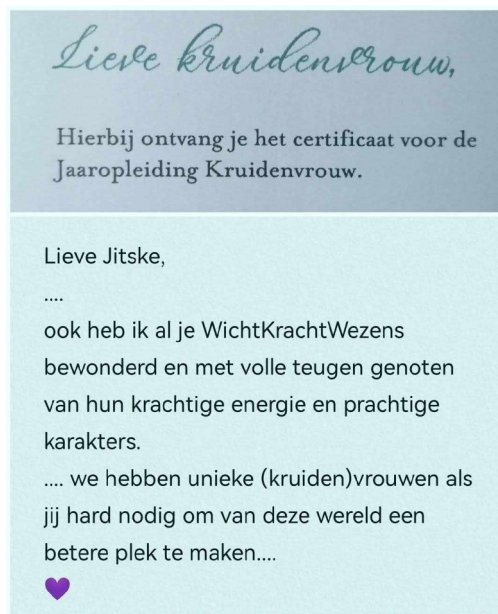 Lieve kruidenvrouw,
Hierbij ontvang je het certificaat voor de
Jaaropleiding Kruidenvrouw.
Lieve Jitske,
....
ook heb ik al je WichtKrachtWezens
bewonderd en met volle teugen genoten
van hun krachtige energie en prachtige
karakters.
.... we hebben unieke (kruiden)vrouwen als
jij hard nodig om van deze wereld een
betere plek te maken....
💜